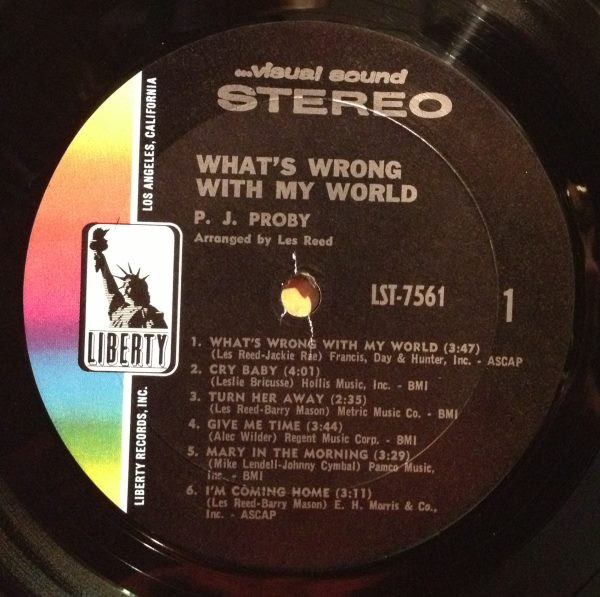 ...visual sound
STEREO
WHAT'S WRONG
WITH MY WORLD
P. J. PROBY
Arranged by Les Reed
LST-7561
1
LOS ANGELES, CALIFORNIA
LIBERTY
LIBERTY RECORDS, INC.
1. WHAT'S WRONG WITH MY WORLD (3:47)
(Les Reed-Jackie Rae) Francis, Day & Hunter, Inc. - ASCAP
2. CRY BABY (4:01)
(Leslie Bricusse) Hollis Music, Inc. - BMI
3. TURN HER AWAY (2:35)
(Les Reed-Barry Mason) Metric Music Co. - BMI
4. GIVE ME TIME (3:44)
(Alec Wilder) Regent Music Corp. - BMI
5. MARY IN THE MORNING (3:29)
(Mike Lendell-Johnny Cymbal) Pamco Music,
Inc. - BMI
6. I'M COMING HOME (3:11)
(Les Reed-Barry Mason) E. H. Morris & Co.,
Inc. - ASCAP